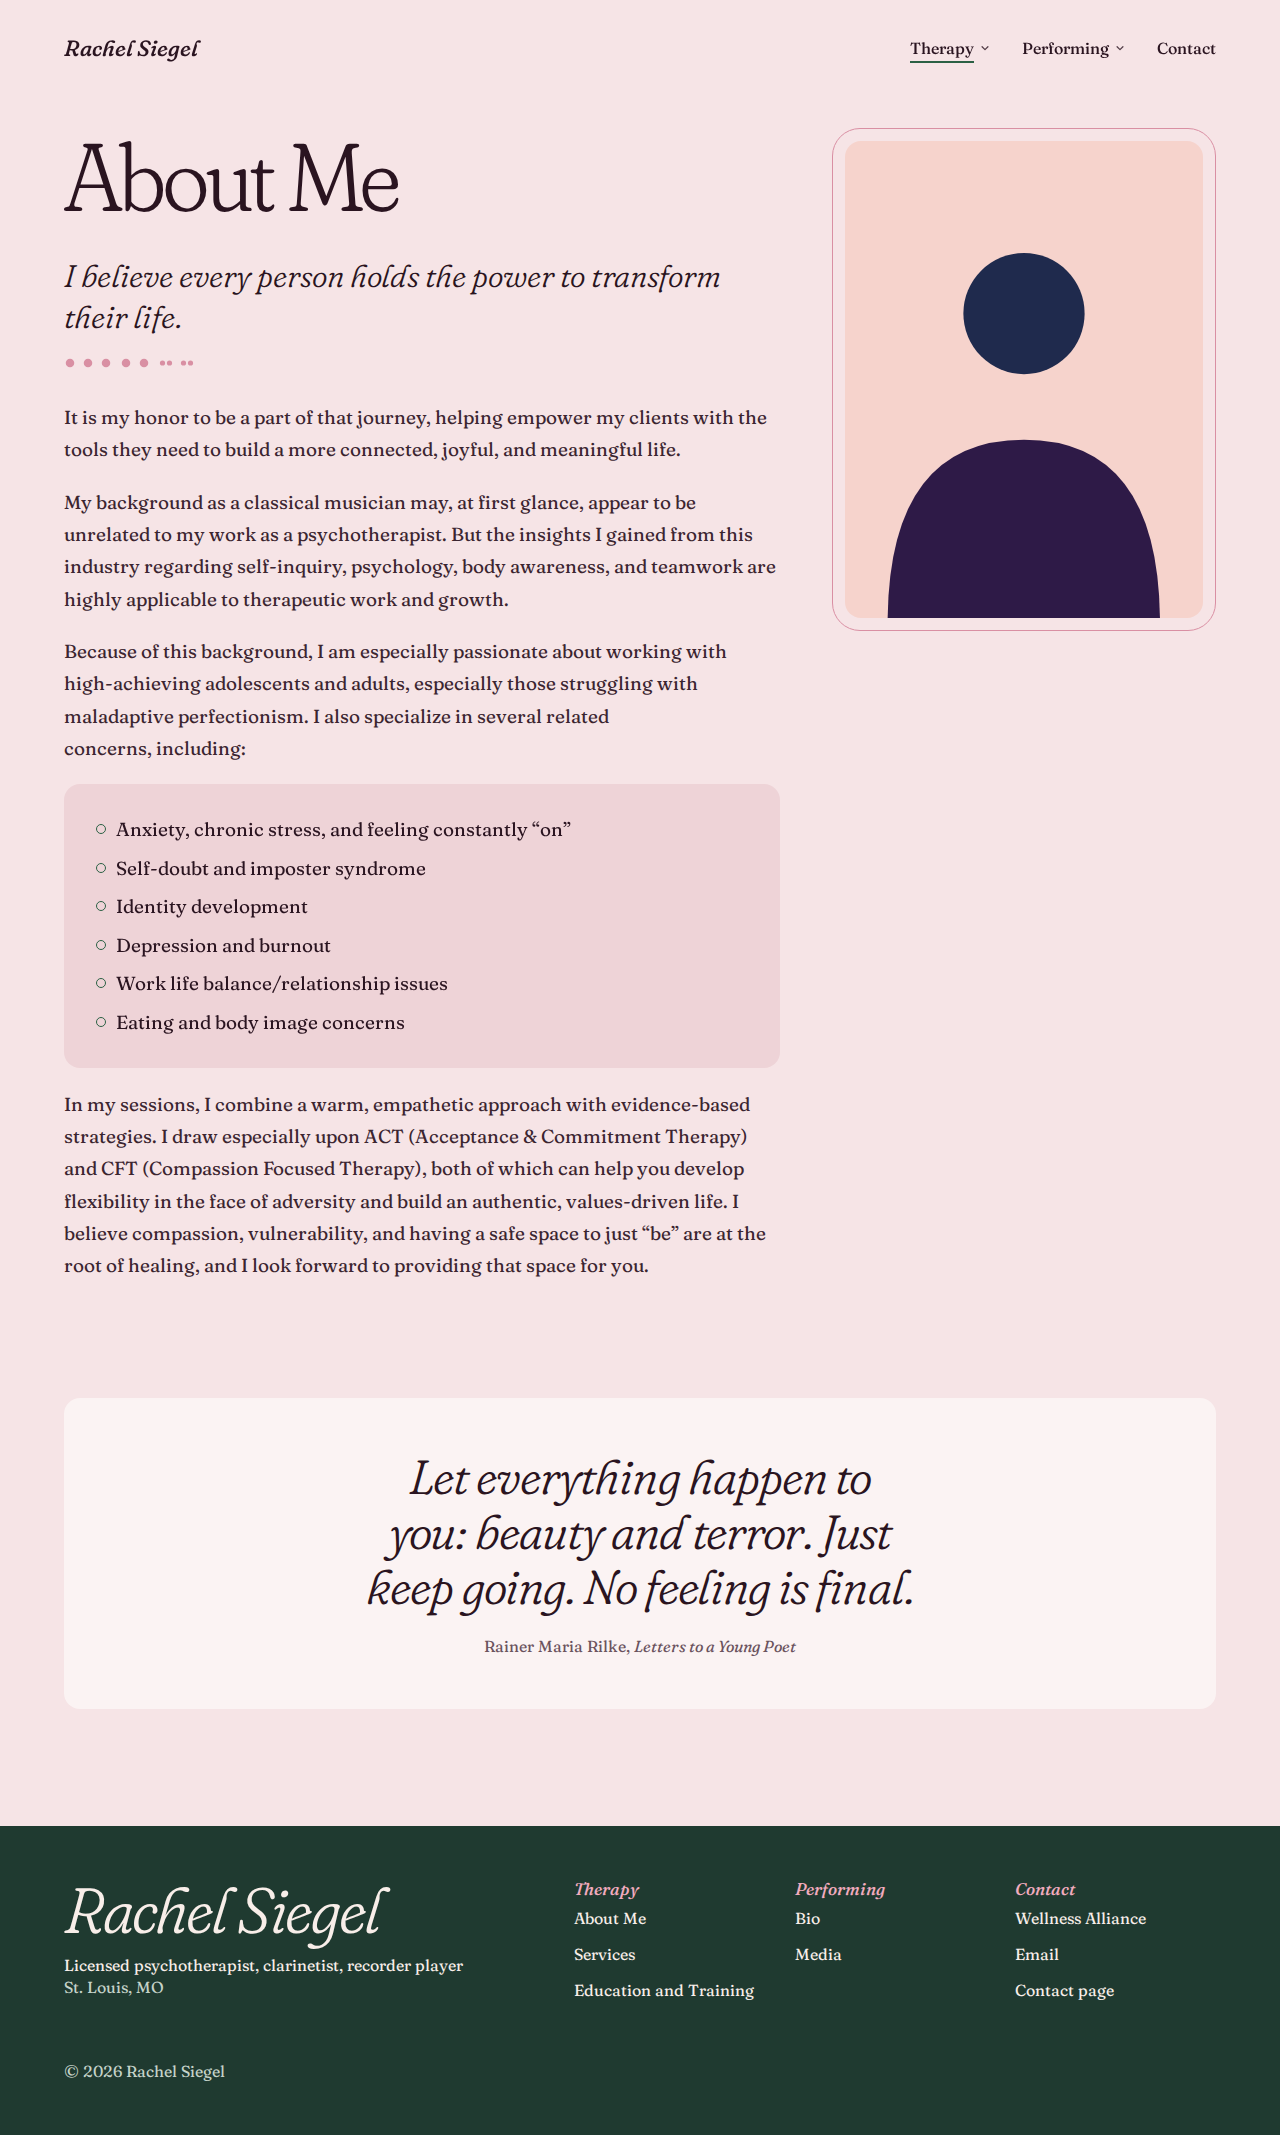 Rachel Siegel
Therapy
Performing
Contact
About Me
I believe every person holds the power to transform
their life.
It is my honor to be a part of that journey, helping empower my clients with the
tools they need to build a more connected, joyful, and meaningful life.
My background as a classical musician may, at first glance, appear to be
unrelated to my work as a psychotherapist. But the insights I gained from this
industry regarding self-inquiry, psychology, body awareness, and teamwork are
highly applicable to therapeutic work and growth.
Because of this background, I am especially passionate about working with
high-achieving adolescents and adults, especially those struggling with
maladaptive perfectionism. I also specialize in several related
concerns, including:
Anxiety, chronic stress, and feeling constantly “on”
Self-doubt and imposter syndrome
Identity development
Depression and burnout
Work life balance/relationship issues
Eating and body image concerns
In my sessions, I combine a warm, empathetic approach with evidence-based
strategies. I draw especially upon ACT (Acceptance & Commitment Therapy)
and CFT (Compassion Focused Therapy), both of which can help you develop
flexibility in the face of adversity and build an authentic, values-driven life. I
believe compassion, vulnerability, and having a safe space to just “be” are at the
root of healing, and I look forward to providing that space for you.
Let everything happen to
you: beauty and terror. Just
keep going. No feeling is final.
Rainer Maria Rilke, Letters to a Young Poet
Rachel Siegel
Licensed psychotherapist, clarinetist, recorder player
St. Louis, MO
Therapy
About Me
Services
Education and Training
Performing
Bio
Media
Contact
Wellness Alliance
Email
Contact page
© 2026 Rachel Siegel